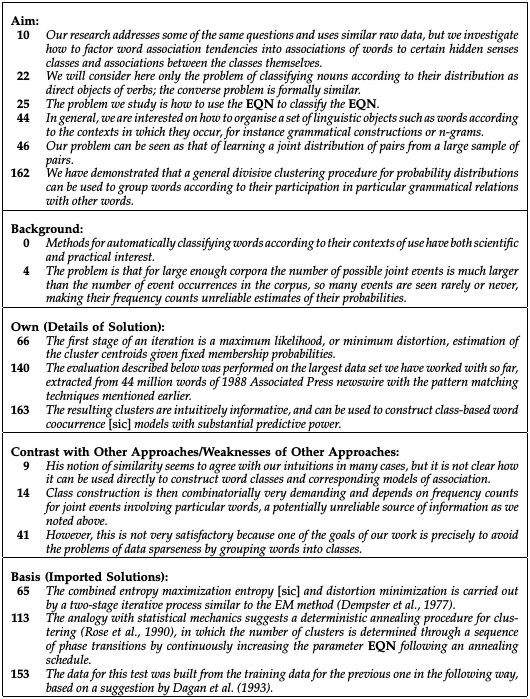 Aim:
10 Our research addresses some of the same questions and uses similar raw data, but we investigate
how to factor word association tendencies into associations of words to certain hidden senses
classes and associations between the classes themselves.
22 We will consider here only the problem of classifying nouns according to their distribution as
direct objects of verbs; the converse problem is formally similar.
25 The problem we study is how to use the EQN to classify the EQN.
44 In general, we are interested on how to organise a set of linguistic objects such as words according
to the contexts in which they occur, for instance grammatical constructions or n-grams.
46 Our problem can be seen as that of learning a joint distribution of pairs from a large sample of
pairs.
162 We have demonstrated that a general divisive clustering procedure for probability distributions
can be used to group words according to their participation in particular grammatical relations
with other words.
Background:
0 Methods for automatically classifying words according to their contexts of use have both scientific
and practical interest.
4 The problem is that for large enough corpora the number of possible joint events is much larger
than the number of event occurrences in the corpus, so many events are seen rarely or never,
making their frequency counts unreliable estimates of their probabilities.
Own (Details of Solution):
66 The first stage of an iteration is a maximum likelihood, or minimum distortion, estimation of
the cluster centroids given fixed membership probabilities.
140 The evaluation described below was performed on the largest data set we have worked with so far,
extracted from 44 million words of 1988 Associated Press newswire with the pattern matching
techniques mentioned earlier.
163 The resulting clusters are intuitively informative, and can be used to construct class-based word
coocurrence [sic] models with substantial predictive power.
Contrast with Other Approaches/Weaknesses of Other Approaches:
9 His notion of similarity seems to agree with our intuitions in many cases, but it is not clear how
it can be used directly to construct word classes and corresponding models of association.
14 Class construction is then combinatorially very demanding and depends on frequency counts
for joint events involving particular words, a potentially unreliable source of information as we
noted above.
41 However, this is not very satisfactory because one of the goals of our work is precisely to avoid
the problems of data sparseness by grouping words into classes.
Basis (Imported Solutions):
65 The combined entropy maximization entropy [sic] and distortion minimization is carried out
by a two-stage iterative process similar to the EM method (Dempster et al., 1977).
113 The analogy with statistical mechanics suggests a deterministic annealing procedure for clus-
tering (Rose et al., 1990), in which the number of clusters is determined through a sequence
of phase transitions by continuously increasing the parameter EQN following an annealing
schedule.
153 The data for this test was built from the training data for the previous one in the following way,
based on a suggestion by Dagan et al. (1993).